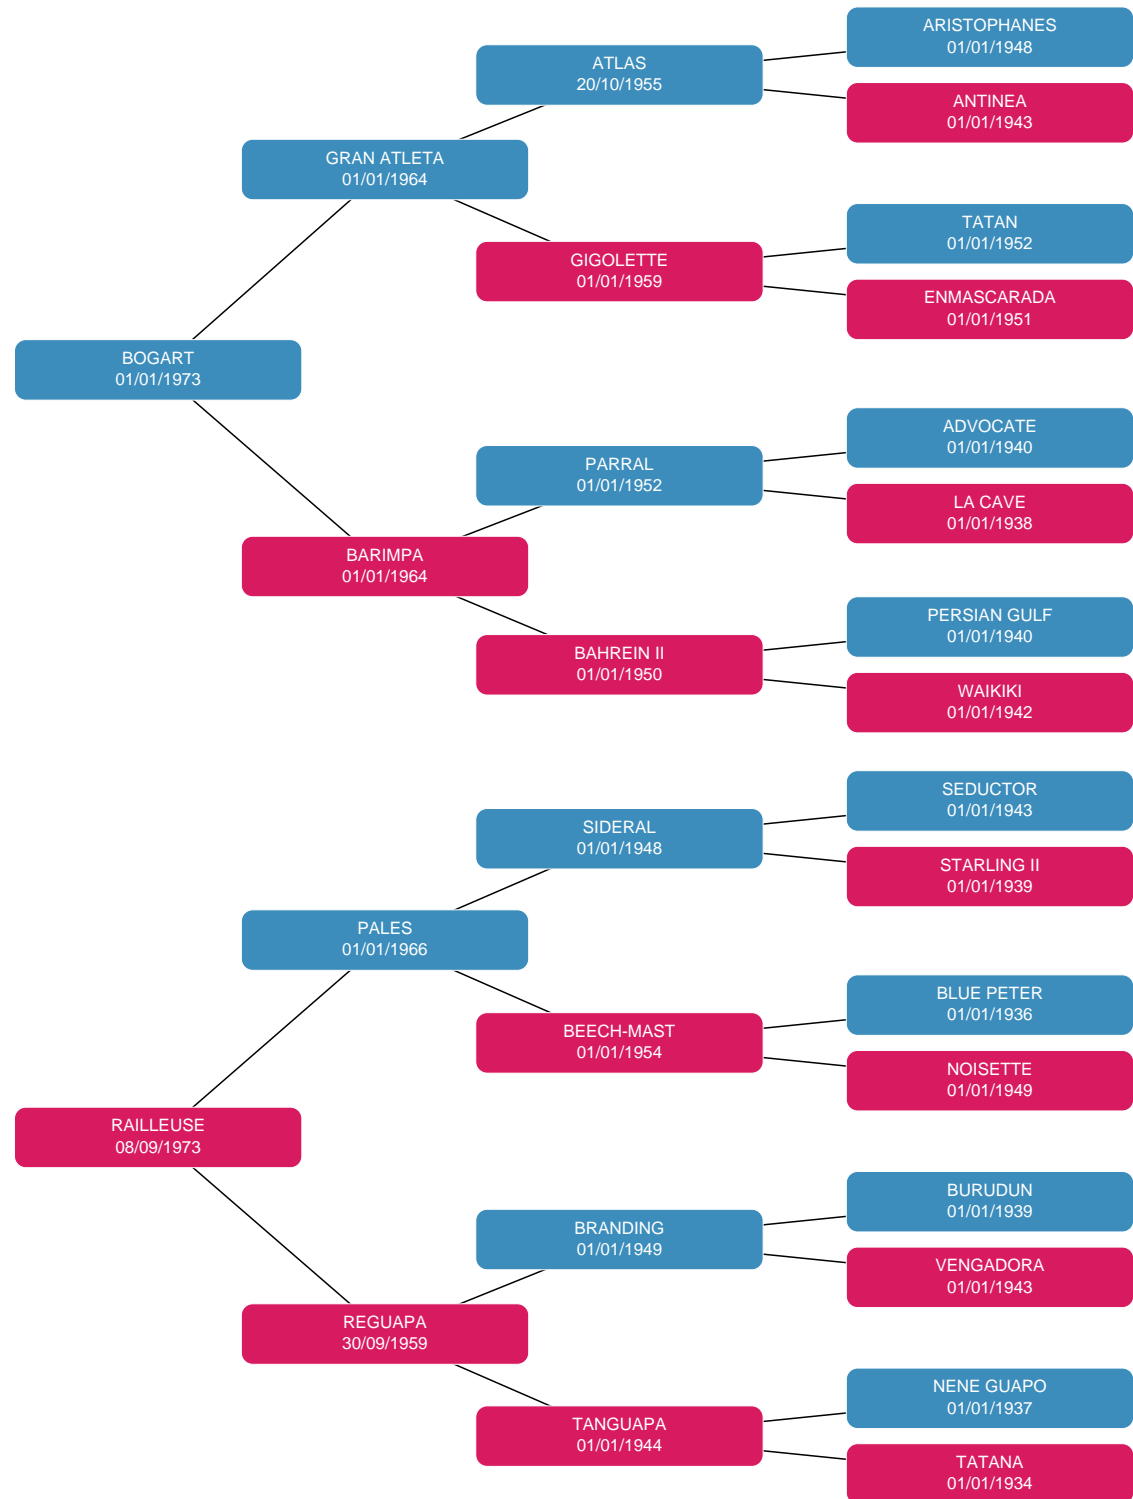 ARISTOPHANES
01/01/1948
ATLAS
20/10/1955
ANTINEA
01/01/1943
GRAN ATLETA
01/01/1964
TATAN
01/01/1952
GIGOLETTE
01/01/1959
ENMASCARADA
01/01/1951
BOGART
01/01/1973
ADVOCATE
01/01/1940
PARRAL
01/01/1952
LA CAVE
01/01/1938
BARIMPA
01/01/1964
PERSIAN GULF
01/01/1940
BAHREIN II
01/01/1950
WAIKIKI
01/01/1942
SEDUCTOR
01/01/1943
SIDERAL
01/01/1948
STARLING II
01/01/1939
PALES
01/01/1966
BLUE PETER
01/01/1936
BEECH-MAST
01/01/1954
NOISETTE
01/01/1949
RAILLEUSE
08/09/1973
BURUDUN
01/01/1939
BRANDING
01/01/1949
VENGADORA
01/01/1943
REGUAPA
30/09/1959
NENE GUAPO
01/01/1937
TANGUAPA
01/01/1944
TATANA
01/01/1934